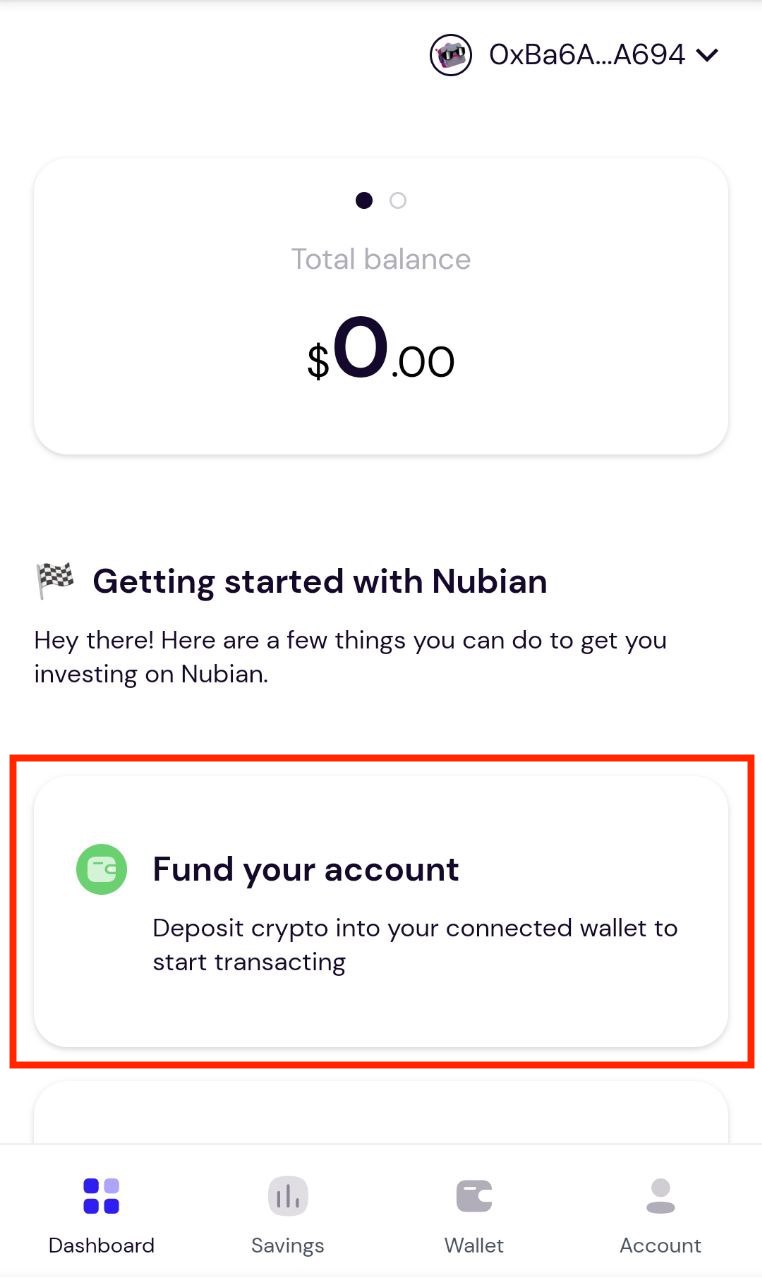 0xBa6A...A694
Total balance
$0.00
Getting started with Nubian
Hey there! Here are a few things you can do to get you
investing on Nubian.
Fund your account
Deposit crypto into your connected wallet to
start transacting
Dashboard
Savings
Wallet
Account